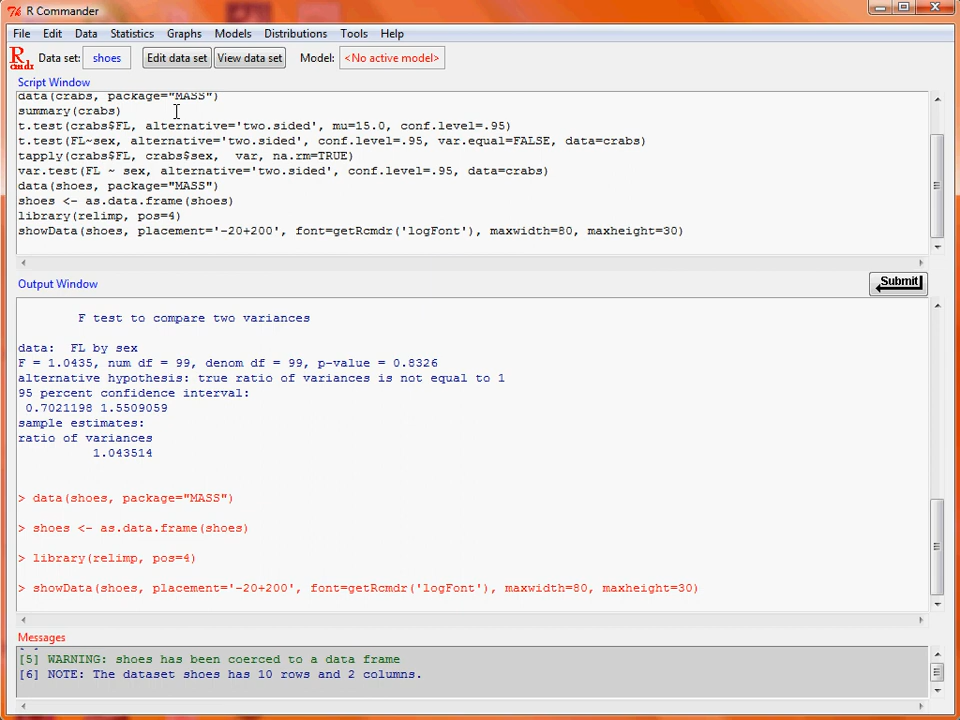 R Commander
File Edit Data Statistics Graphs Models Distributions Tools Help
R cmdr Data set: shoes Edit data set View data set Model: <No active model>
Script Window
data(crabs, package="MASS")
summary(crabs)
t.test(crabs$FL, alternative='two.sided', mu=15.0, conf.level=.95)
t.test(FL~sex, alternative='two.sided', conf.level=.95, var.equal=FALSE, data=crabs)
tapply(crabs$FL, crabs$sex,  var, na.rm=TRUE)
var.test(FL ~ sex, alternative='two.sided', conf.level=.95, data=crabs)
data(shoes, package="MASS")
shoes <- as.data.frame(shoes)
library(relimp, pos=4)
showData(shoes, placement='-20+200', font=getRcmdr('logFont'), maxwidth=80, maxheight=30)
Output Window
Submit
F test to compare two variances
data:  FL by sex
F = 1.0435, num df = 99, denom df = 99, p-value = 0.8326
alternative hypothesis: true ratio of variances is not equal to 1
95 percent confidence interval:
0.7021198 1.5509059
sample estimates:
ratio of variances
1.043514
> data(shoes, package="MASS")
> shoes <- as.data.frame(shoes)
> library(relimp, pos=4)
> showData(shoes, placement='-20+200', font=getRcmdr('logFont'), maxwidth=80, maxheight=30)
Messages
[5] WARNING: shoes has been coerced to a data frame
[6] NOTE: The dataset shoes has 10 rows and 2 columns.